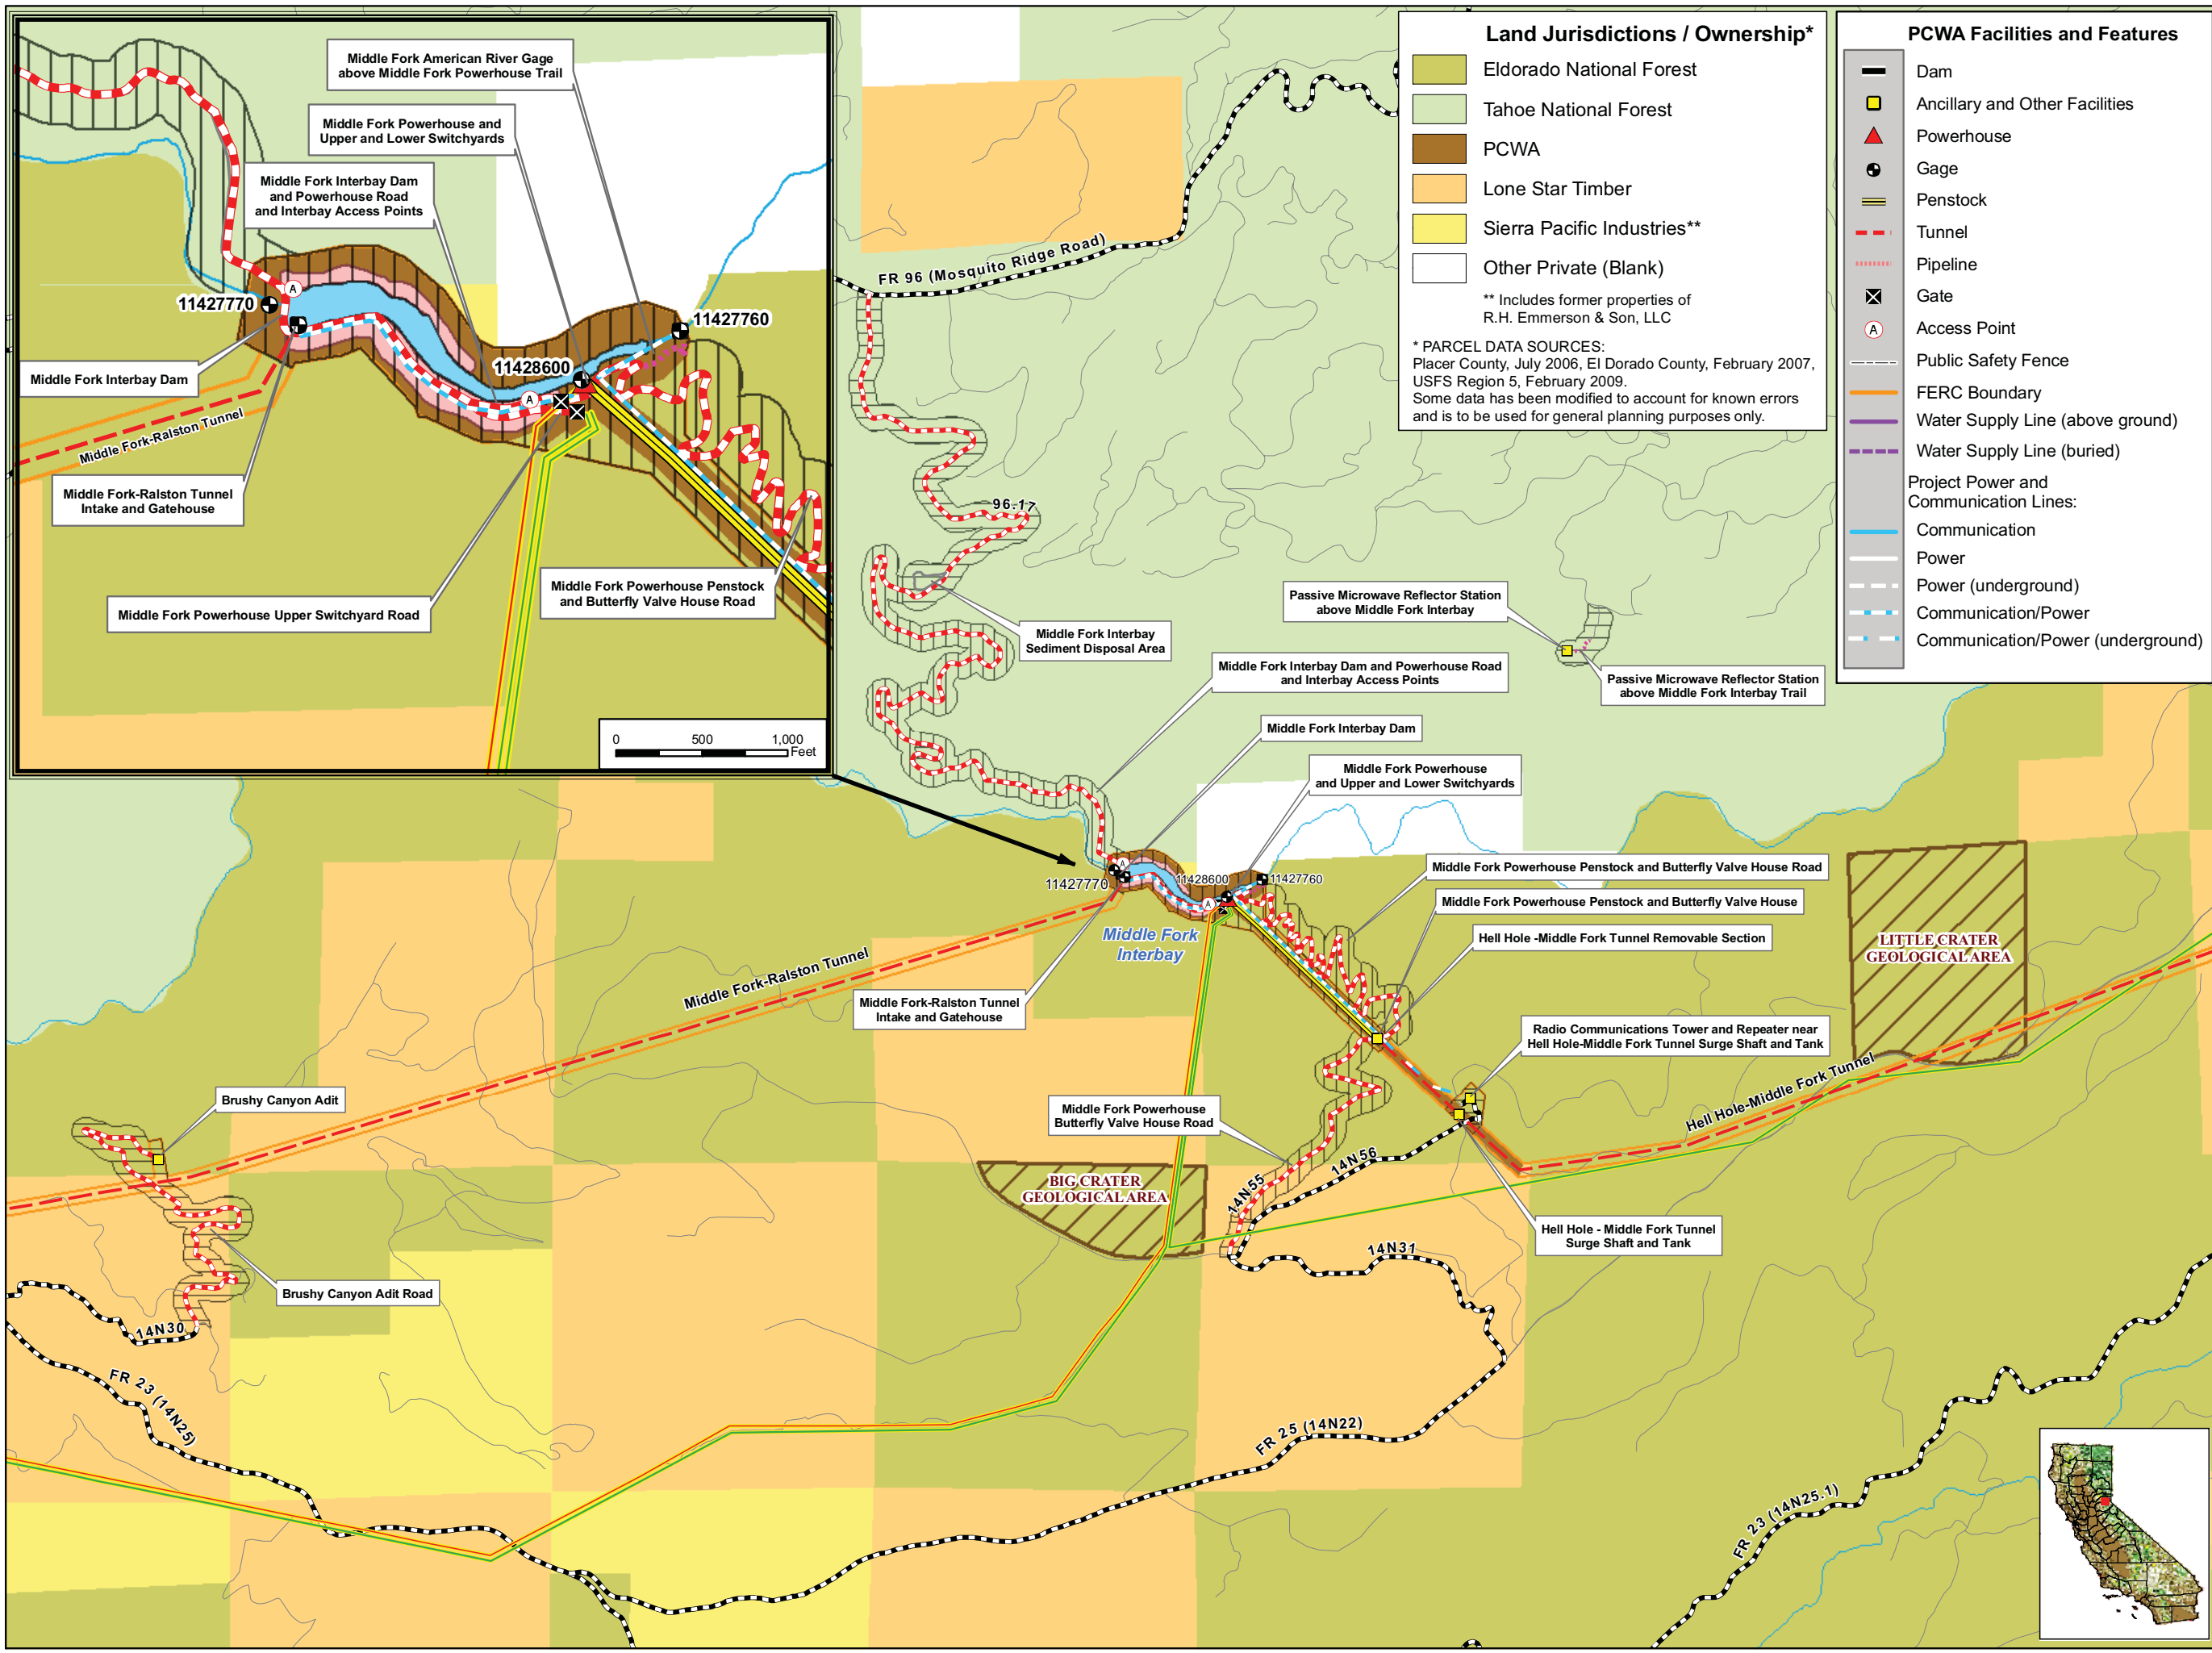 Middle Fork American River Gage
above Middle Fork Powerhouse Trail
Middle Fork Powerhouse and
Upper and Lower Switchyards
Middle Fork Interbay Dam
and Powerhouse Road
and Interbay Access Points
11427770
A
11427760
11428600
A
Middle Fork Interbay Dam
Middle Fork-Ralston Tunnel
Middle Fork-Ralston Tunnel
Intake and Gatehouse
Middle Fork Powerhouse Upper Switchyard Road
Middle Fork Powerhouse Penstock
and Butterfly Valve House Road
0 500 1,000
Feet
Land Jurisdictions / Ownership*
Eldorado National Forest
Tahoe National Forest
PCWA
Lone Star Timber
Sierra Pacific Industries**
Other Private (Blank)
** Includes former properties of
R.H. Emmerson & Son, LLC
* PARCEL DATA SOURCES:
Placer County, July 2006, El Dorado County, February 2007,
USFS Region 5, February 2009.
Some data has been modified to account for known errors
and is to be used for general planning purposes only.
PCWA Facilities and Features
Dam
Ancillary and Other Facilities
Powerhouse
Gage
Penstock
Tunnel
Pipeline
Gate
A Access Point
Public Safety Fence
FERC Boundary
Water Supply Line (above ground)
Water Supply Line (buried)
Project Power and
Communication Lines:
Communication
Power
Power (underground)
Communication/Power
Communication/Power (underground)
FR 96 (Mosquito Ridge Road)
96.17
Middle Fork Interbay
Sediment Disposal Area
Passive Microwave Reflector Station
above Middle Fork Interbay
Passive Microwave Reflector Station
above Middle Fork Interbay Trail
Middle Fork Interbay Dam and Powerhouse Road
and Interbay Access Points
Middle Fork Interbay Dam
Middle Fork Powerhouse
and Upper and Lower Switchyards
A
11427770
11428600
11427760
A
Middle Fork
Interbay
Middle Fork Powerhouse Penstock and Butterfly Valve House Road
Middle Fork Powerhouse Penstock and Butterfly Valve House
Hell Hole -Middle Fork Tunnel Removable Section
LITTLE CRATER
GEOLOGICAL AREA
Middle Fork-Ralston Tunnel
Middle Fork-Ralston Tunnel
Intake and Gatehouse
Radio Communications Tower and Repeater near
Hell Hole-Middle Fork Tunnel Surge Shaft and Tank
Hell Hole-Middle Fork Tunnel
Brushy Canyon Adit
Middle Fork Powerhouse
Butterfly Valve House Road
14N56
14N55
BIG CRATER
GEOLOGICAL AREA
Hell Hole - Middle Fork Tunnel
Surge Shaft and Tank
14N31
Brushy Canyon Adit Road
14N30
FR 23 (14N25)
FR 25 (14N22)
FR 23 (14N25.1)